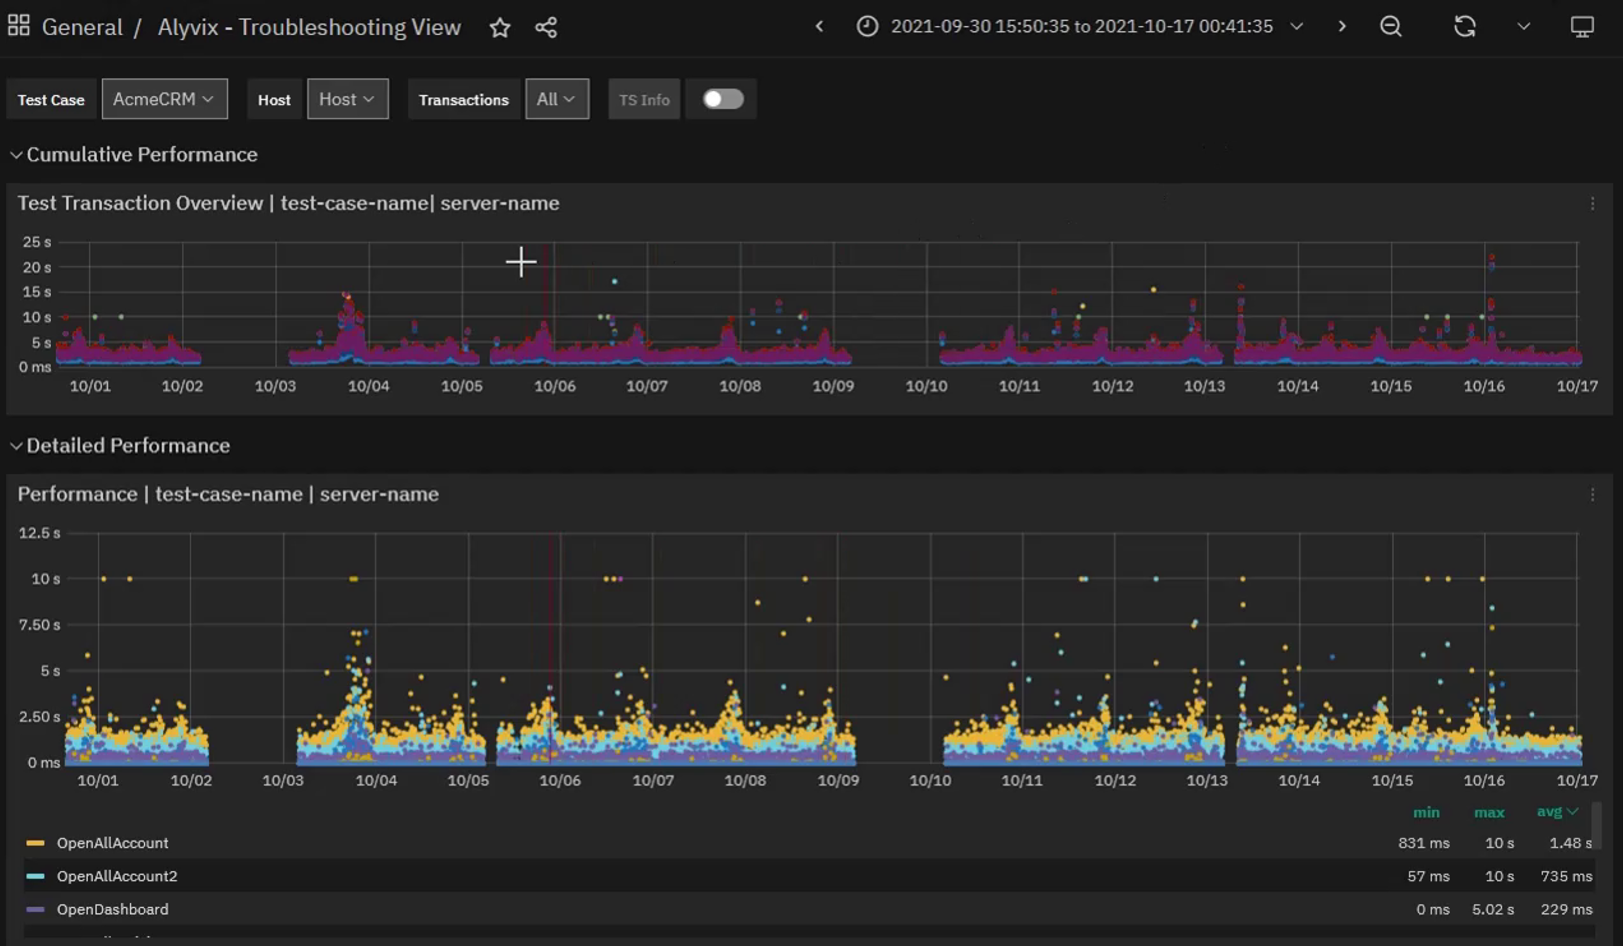 General / Alyvix - Troubleshooting View
2021-09-30 15:50:35 to 2021-10-17 00:41:35
Test Case AcmeCRM Host Host Transactions All TS Info
Cumulative Performance
Test Transaction Overview | test-case-name| server-name
25 s
20 s
15 s
10 s
5 s
0 ms
10/01 10/02 10/03 10/04 10/05 10/06 10/07 10/08 10/09 10/10 10/11 10/12 10/13 10/14 10/15 10/16 10/17
Detailed Performance
Performance | test-case-name | server-name
12.5 s
10 s
7.50 s
5 s
2.50 s
0 ms
10/01 10/02 10/03 10/04 10/05 10/06 10/07 10/08 10/09 10/10 10/11 10/12 10/13 10/14 10/15 10/16 10/17
min max avg
OpenAllAccount 831 ms 10 s 1.48 s
OpenAllAccount2 57 ms 10 s 735 ms
OpenDashboard 0 ms 5.02 s 229 ms